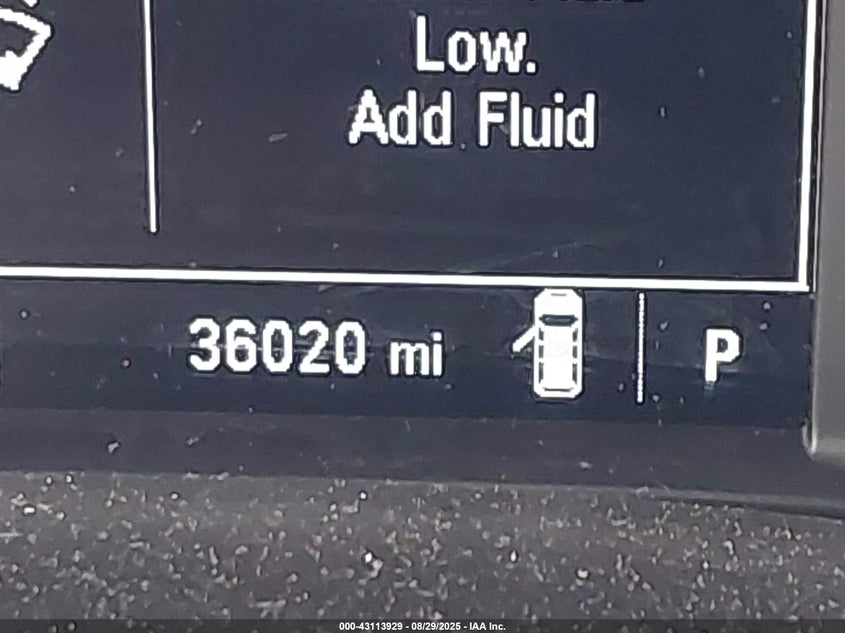 Low.
Add Fluid
36020 mi
P
000-43113929 - 08/29/2025 - IAA Inc.